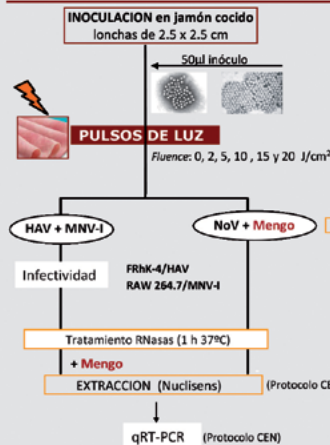 INOCULACION en jamón cocido
lonchas de 2.5 x 2.5 cm
50µl inóculo
PULSOS DE LUZ
Fluence: 0, 2, 5, 10 , 15 y 20 J/cm²
HAV + MNV-I
NoV + Mengo
Infectividad
FRhK-4/HAV
RAW 264.7/MNV-I
Tratamiento RNasas (1 h 37ºC)
+ Mengo
EXTRACCION (Nuclisens)
(Protocolo CE
qRT-PCR
(Protocolo CEN)